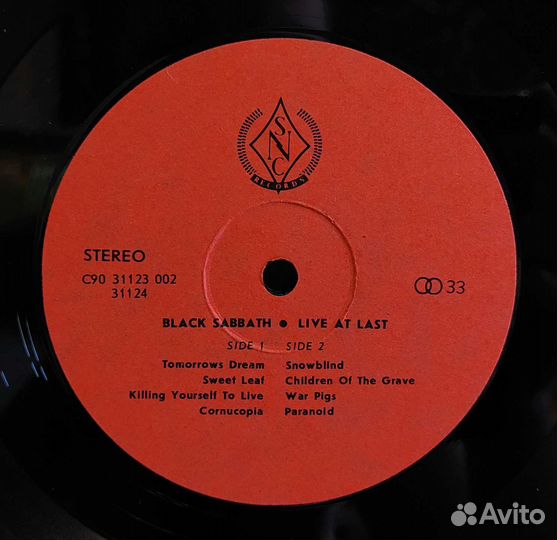 S
N
C
RECORDS
STEREO
C90 31123 002
31124
33
BLACK SABBATH ● LIVE AT LAST
SIDE 1 SIDE 2
Tomorrows Dream Snowblind
Sweet Leaf Children Of The Grave
Killing Yourself To Live War Pigs
Cornucopia Paranoid
Avito